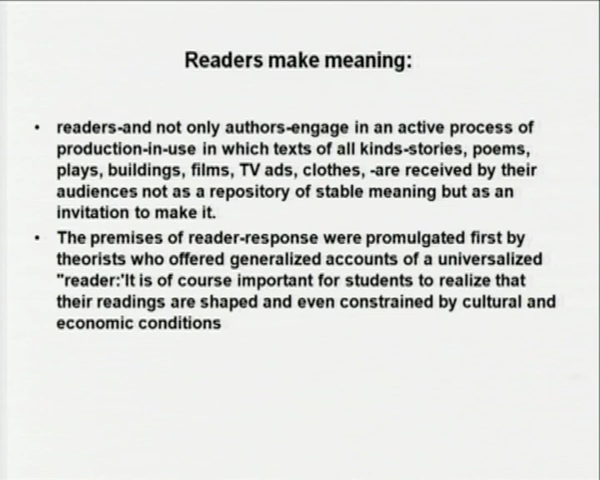 Readers make meaning:
• readers-and not only authors-engage in an active process of
production-in-use in which texts of all kinds-stories, poems,
plays, buildings, films, TV ads, clothes, -are received by their
audiences not as a repository of stable meaning but as an
invitation to make it.
• The premises of reader-response were promulgated first by
theorists who offered generalized accounts of a universalized
"reader:'It is of course important for students to realize that
their readings are shaped and even constrained by cultural and
economic conditions